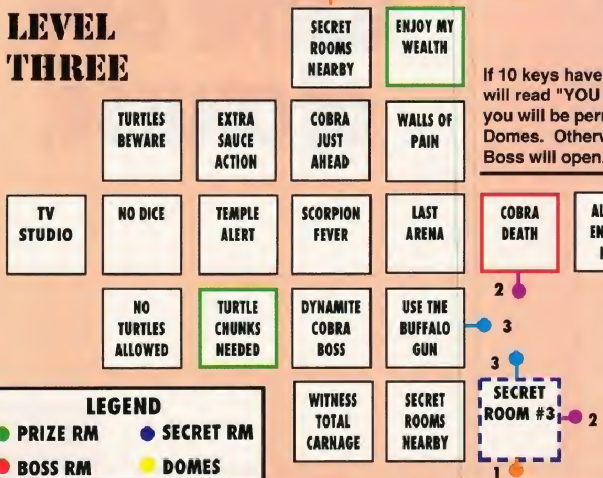 LEVEL
THREE
SECRET
ROOMS
NEARBY
ENJOY MY
WEALTH
If 10 keys have
will read "YOU
you will be
Domes.
Boss will open.
TURTLES
BEWARE
EXTRA
SAUCE
ACTION
COBRA
JUST
AHEAD
WALLS OF
PAIN
TV
STUDIO
NO DICE
TEMPLE
ALERT
SCORPION
FEVER
LAST
ARENA
COBRA
DEATH
2
NO
TURTLES
ALLOWED
TURTLE
CHUNKS
NEEDED
DYNAMITE
COBRA
BOSS
USE THE
BUFFALO
GUN
3
3
WITNESS
TOTAL
CARNAGE
SECRET
ROOMS
NEARBY
SECRET
ROOM #3
2
1
LEGEND
PRIZE RM
SECRET RM
BOSS RM
DOMES